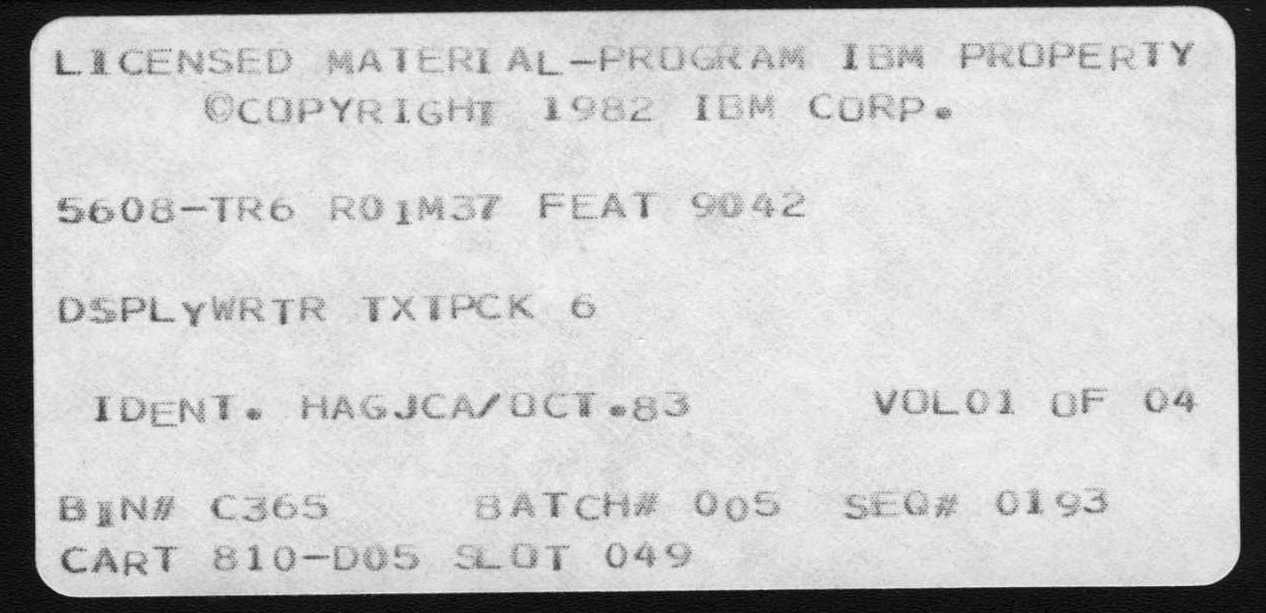 LICENSED MATERIAL-PROGRAM IBM PROPERTY
©COPYRIGHT 1982 IBM CORP.
5608-TR6 R01M37 FEAT 9042
DSPLYWRTR TXTPCK 6
IDENT. HAGJCA/OCT.83 VOL01 OF 04
BIN# C365 BATCH# 005 SEQ# 0193
CART 810-D05 SLOT 049